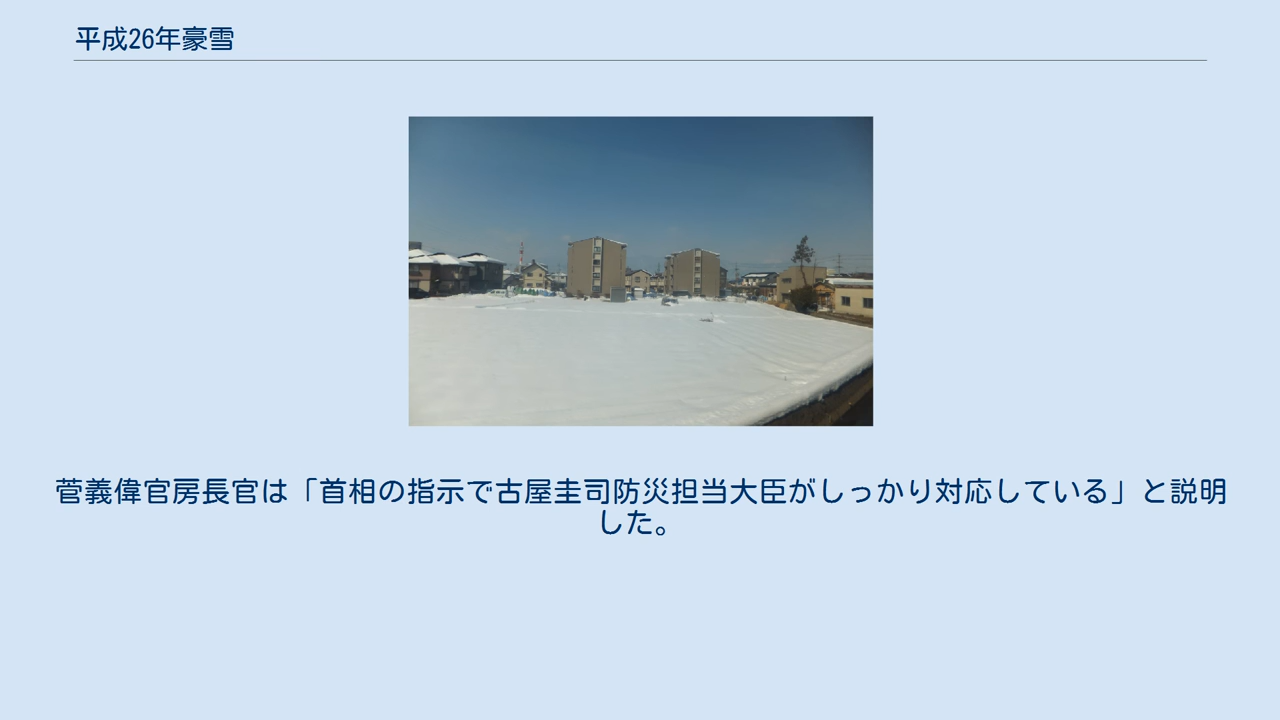 平成26年豪雪
菅義偉官房長官は「首相の指示で古屋圭司防災担当大臣がしっかり対応している」と説明
した。